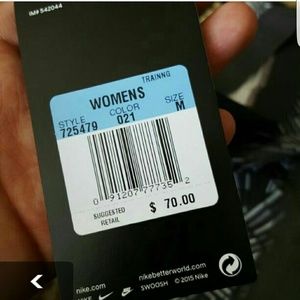 IM# 542044
TRAINNG
WOMENS
STYLE COLOR SIZE
725479 021 M
0 91207 77735 2
SUGGESTED
RETAIL $ 70.00
nike.com nikebetterworld.com
SWOOSH © 2015 Nike